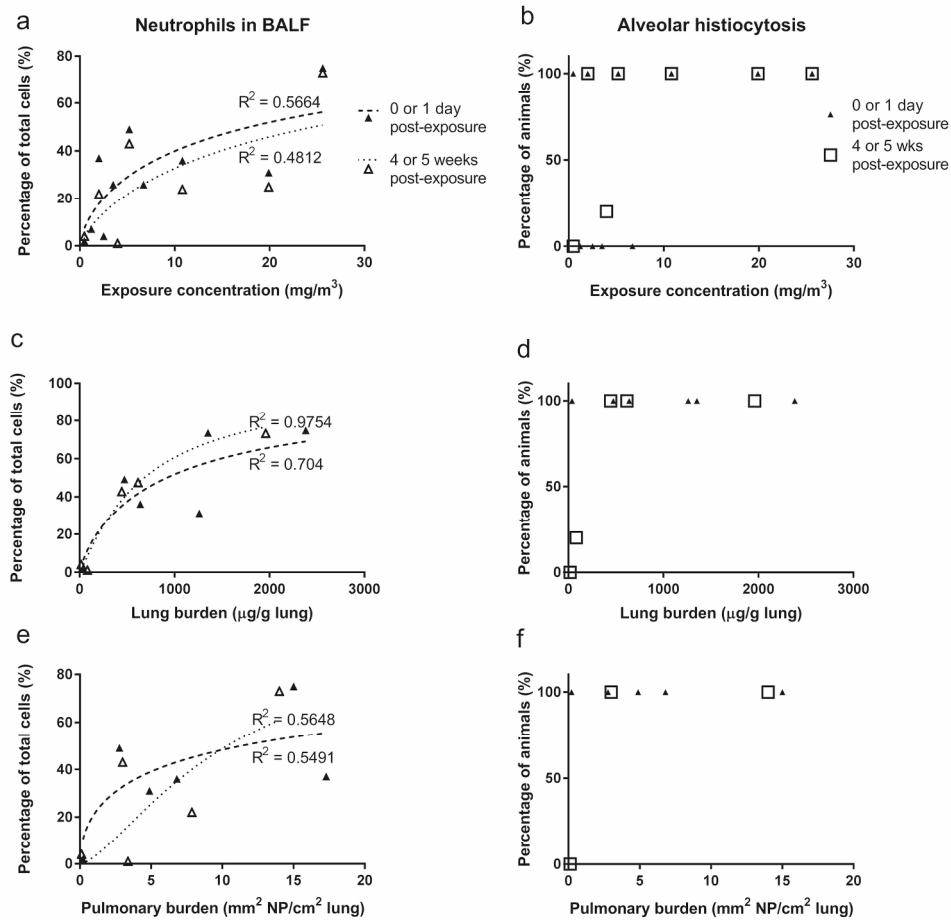 a
Neutrophils in BALF
Percentage of total cells (%)
80
60
40
20
0
0
10
20
30
R² = 0.5664
R² = 0.4812
Exposure concentration (mg/m³)
0 or 1 day
post-exposure
4 or 5 weeks
post-exposure
b
Alveolar histiocytosis
Percentage of animals (%)
100
50
0
0
10
20
30
Exposure concentration (mg/m³)
0 or 1 day
post-exposure
4 or 5 wks
post-exposure
c
Percentage of total cells (%)
100
80
60
40
20
0
0
1000
2000
3000
R² = 0.9754
R² = 0.704
Lung burden (µg/g lung)
d
Percentage of animals (%)
100
50
0
0
1000
2000
3000
Lung burden (µg/g lung)
e
Percentage of total cells (%)
80
60
40
20
0
0
5
10
15
20
R² = 0.5648
R² = 0.5491
Pulmonary burden (mm² NP/cm² lung)
f
Percentage of animals (%)
100
50
0
0
5
10
15
20
Pulmonary burden (mm² NP/cm² lung)